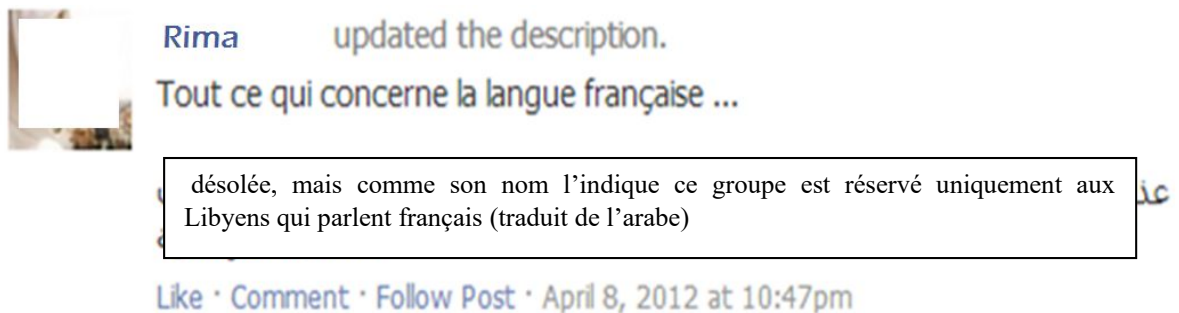 Rima updated the description.
Tout ce qui concerne la langue française ...
désolée, mais comme son nom l’indique ce groupe est réservé uniquement aux
Libyens qui parlent français (traduit de l’arabe)
Like · Comment · Follow Post · April 8, 2012 at 10:47pm